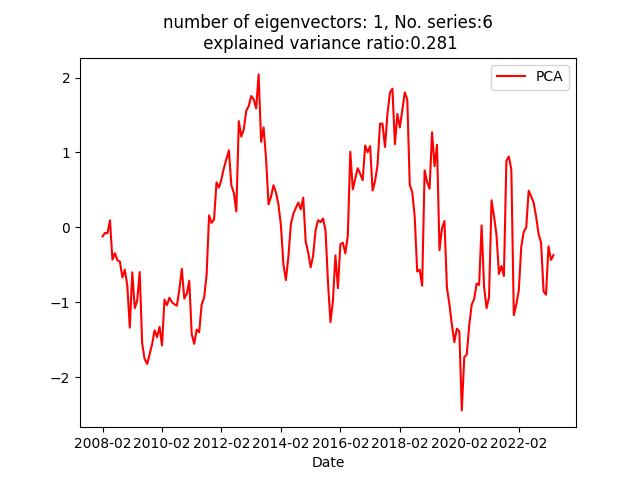 number of eigenvectors: 1, No. series:6
explained variance ratio:0.281
PCA
2
1
0
−1
−2
2008-02 2010-02 2012-02 2014-02 2016-02 2018-02 2020-02 2022-02
Date